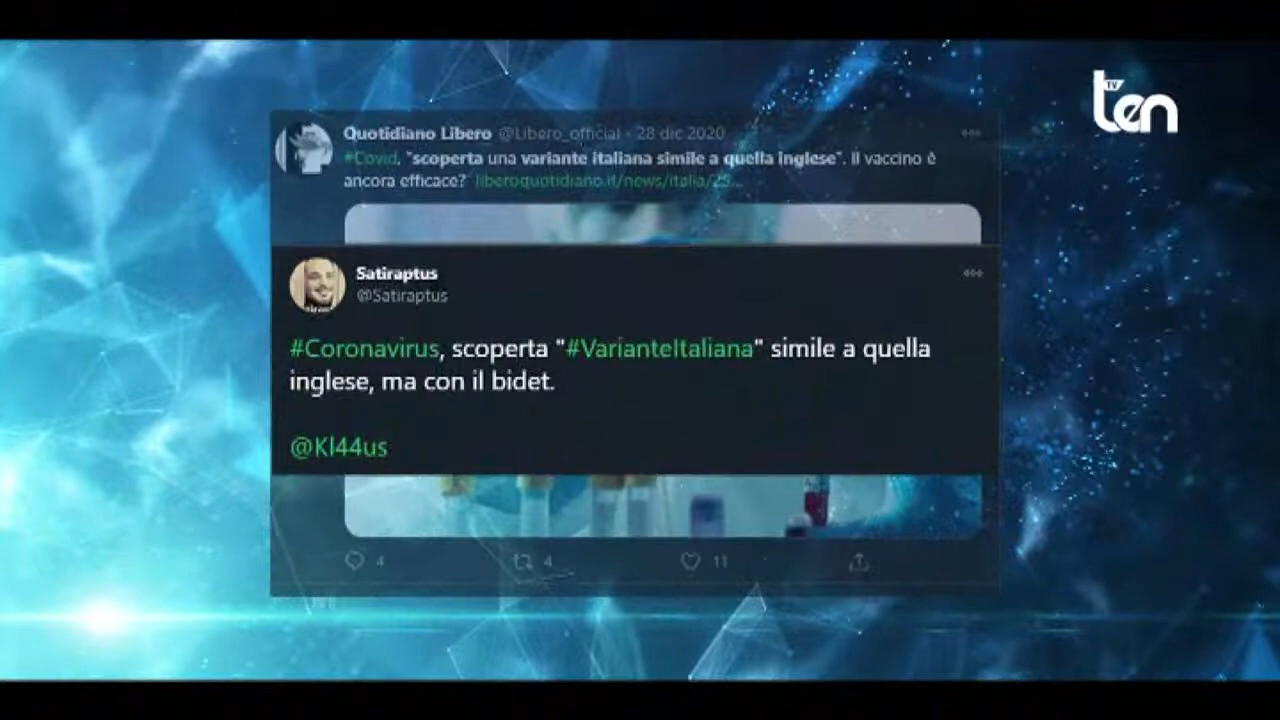 TV
ten
Quotidiano Libero @Libero_official · 28 dic 2020
#Covid, "scoperta una variante italiana simile a quella inglese". Il vaccino è
ancora efficace? liberoquotidiano.it/news/italia/25...
Satiraptus
@Satiraptus
#Coronavirus, scoperta "#VarianteItaliana" simile a quella
inglese, ma con il bidet.
@Kl44us
4 4 11